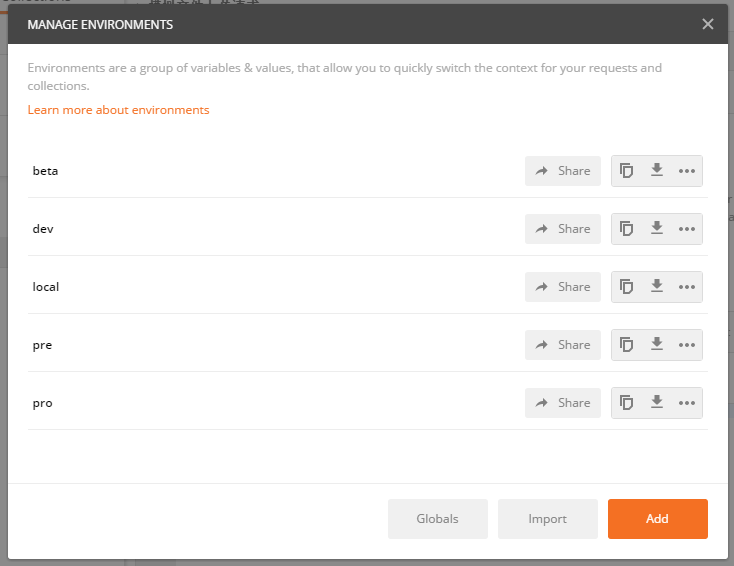 MANAGE ENVIRONMENTS
Environments are a group of variables & values, that allow you to quickly switch the context for your requests and
collections.
Learn more about environments
beta Share
dev Share
local Share
pre Share
pro Share
Globals Import Add